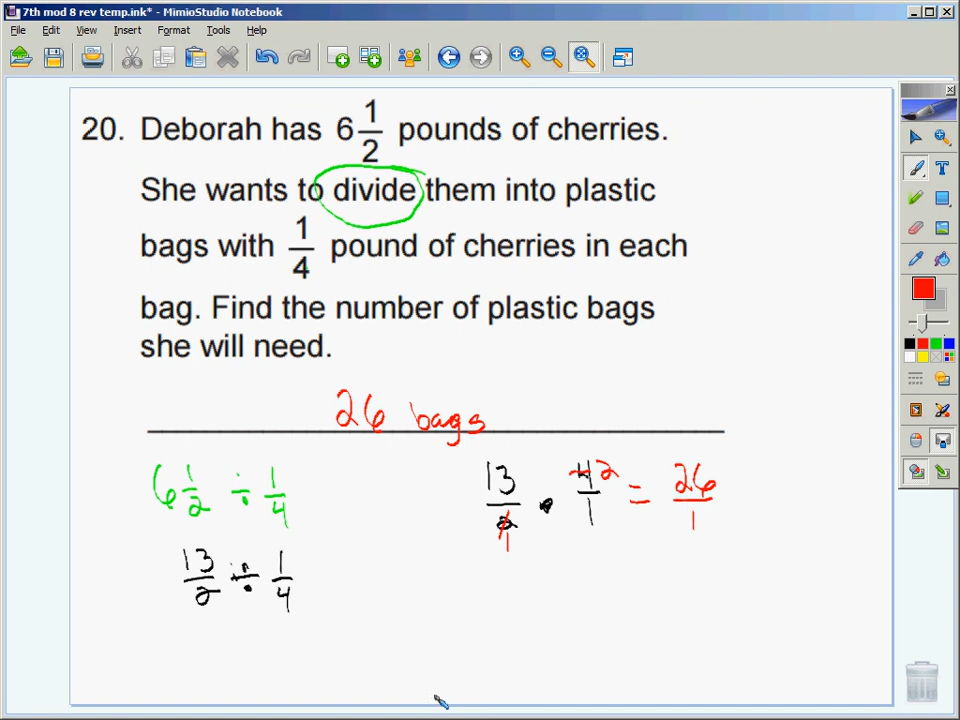 7th mod 8 rev temp.ink* - MimioStudio Notebook
File Edit View Insert Format Tools Help
20. Deborah has 6 1/2 pounds of cherries.
She wants to divide them into plastic
bags with 1/4 pound of cherries in each
bag. Find the number of plastic bags
she will need.
26 bags
6 1/2 ÷ 1/4
13/2 ÷ 1/4
13/2 1 • 4/1 2 = 26/1
T